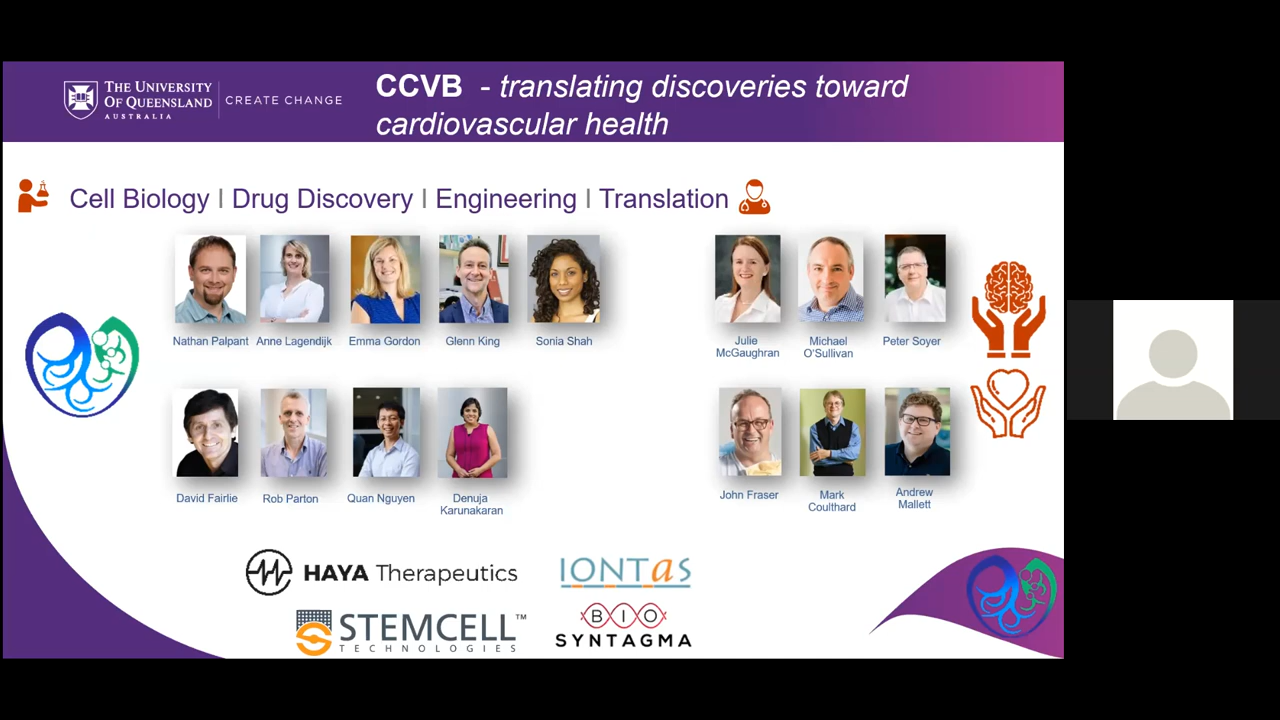 THE UNIVERSITY
OF QUEENSLAND
AUSTRALIA
CREATE CHANGE
CCVB - translating discoveries toward
cardiovascular health
Cell Biology I Drug Discovery I Engineering I Translation
Nathan Palpant
Anne Lagendijk
Emma Gordon
Glenn King
Sonia Shah
Julie
McGaughran
Michael
O'Sullivan
Peter Soyer
David Fairlie
Rob Parton
Quan Nguyen
Denuja
Karunakaran
John Fraser
Mark
Coulthard
Andrew
Mallett
HAYA Therapeutics
IONTAS
STEMCELL™
TECHNOLOGIES
BIO
SYNTAGMA